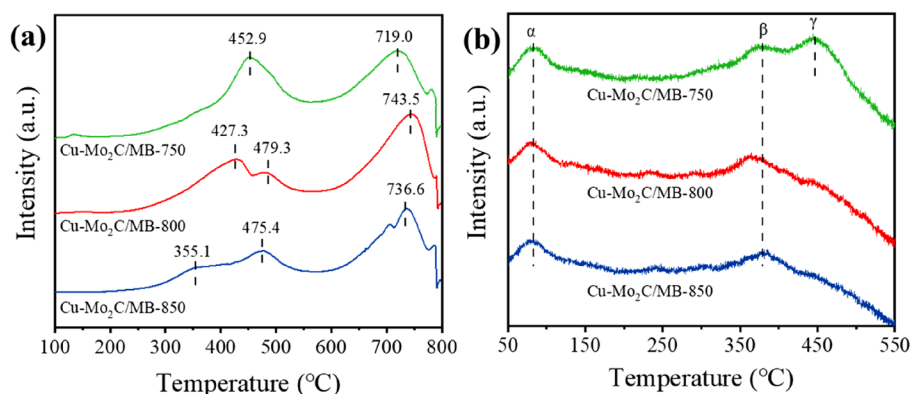 (a)
452.9
719.0
Cu-Mo₂C/MB-750
427.3
479.3
743.5
Cu-Mo₂C/MB-800
355.1
475.4
736.6
Cu-Mo₂C/MB-850
Intensity (a.u.)
100 200 300 400 500 600 700 800
Temperature (℃)
(b)
α
β
γ
Cu-Mo₂C/MB-750
Cu-Mo₂C/MB-800
Cu-Mo₂C/MB-850
Intensity (a.u.)
50 150 250 350 450 550
Temperature (℃)